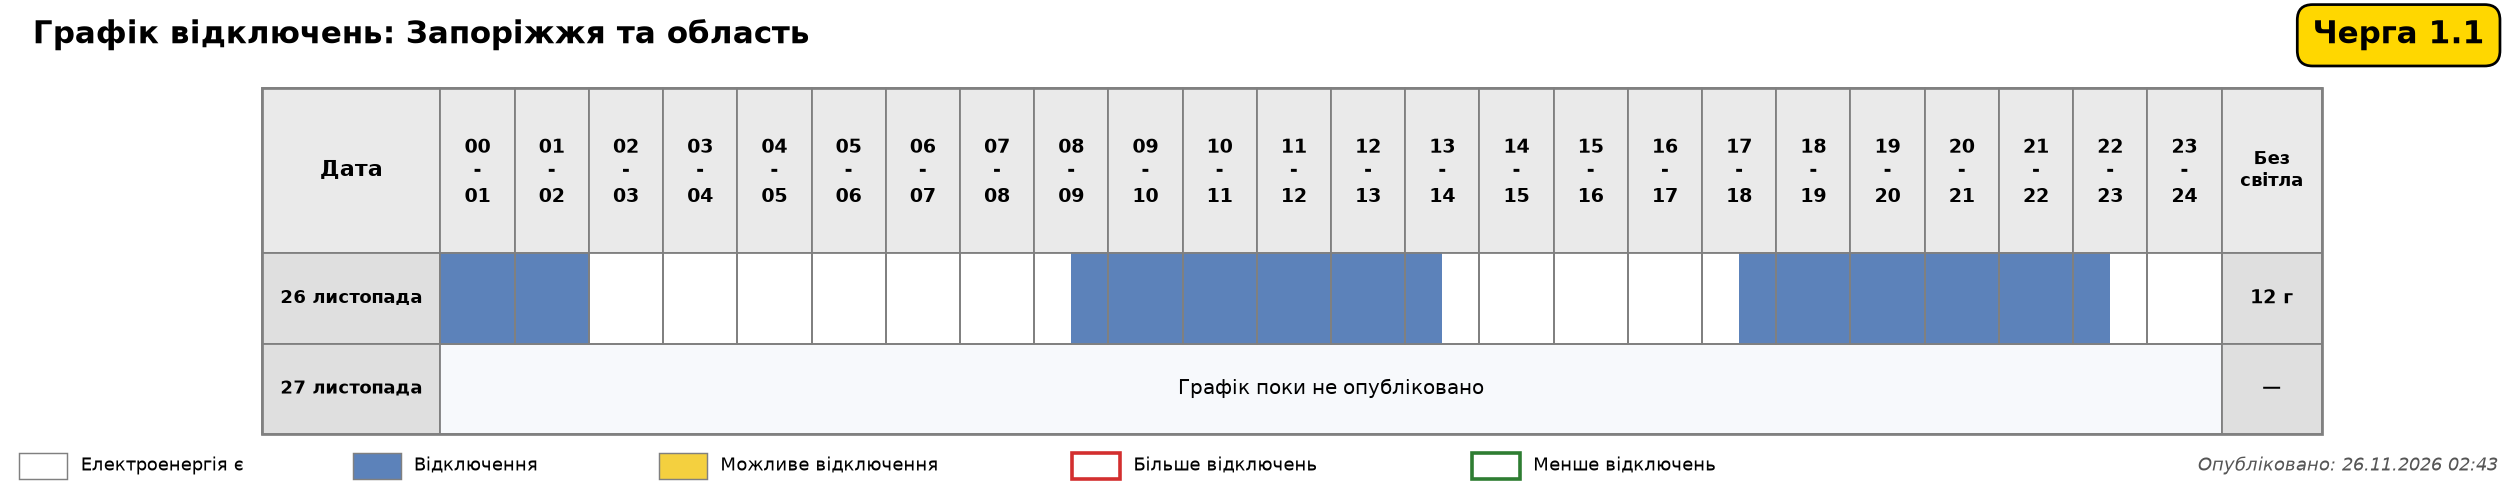 Графік відключень: Запоріжжя та область
Черга 1.1
Дата
00 - 01
01 - 02
02 - 03
03 - 04
04 - 05
05 - 06
06 - 07
07 - 08
08 - 09
09 - 10
10 - 11
11 - 12
12 - 13
13 - 14
14 - 15
15 - 16
16 - 17
17 - 18
18 - 19
19 - 20
20 - 21
21 - 22
22 - 23
23 - 24
Без
світла
26 листопада
12 г
27 листопада
Графік поки не опубліковано
—
Електроенергія є
Відключення
Можливе відключення
Більше відключень
Менше відключень
Опубліковано: 26.11.2026 02:43